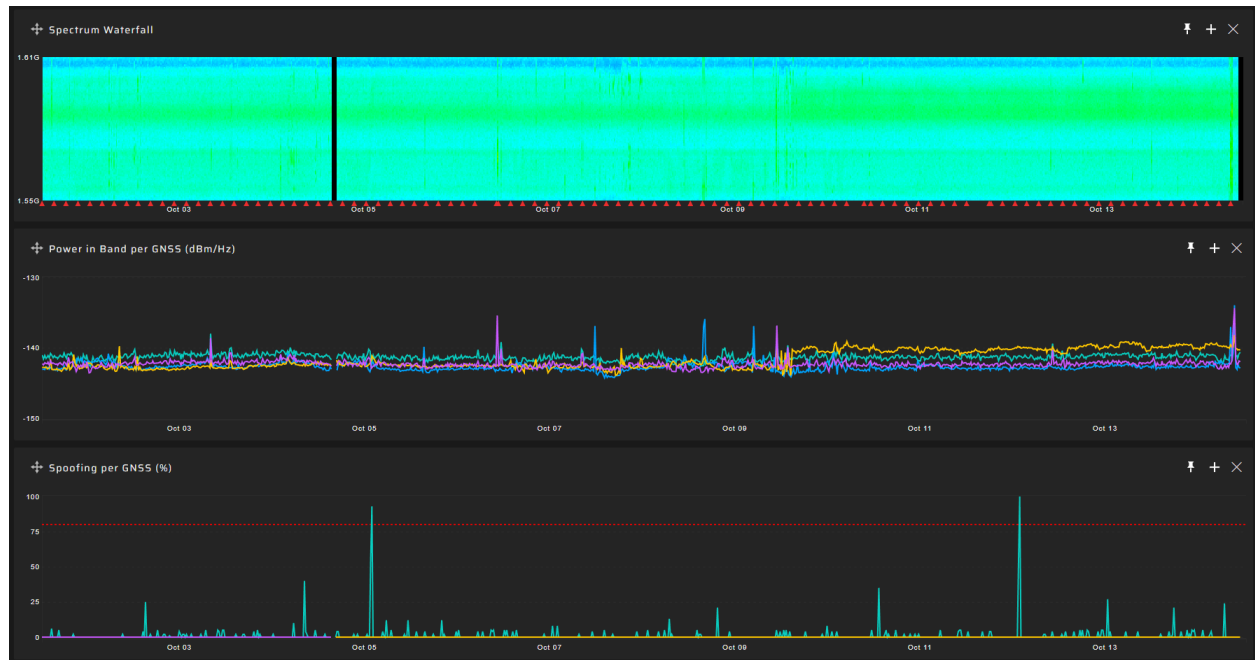 Spectrum Waterfall
1.61G
1.55G
Oct 03 Oct 05 Oct 07 Oct 09 Oct 11 Oct 13
Power in Band per GNSS (dBm/Hz)
-130
-140
-150
Oct 03 Oct 05 Oct 07 Oct 09 Oct 11 Oct 13
Spoofing per GNSS (%)
100
75
50
25
0
Oct 03 Oct 05 Oct 07 Oct 09 Oct 11 Oct 13